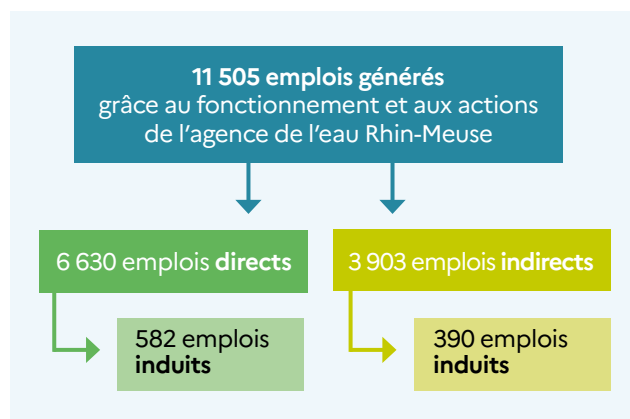 11 505 emplois générés
grâce au fonctionnement et aux actions
de l’agence de l’eau Rhin-Meuse
6 630 emplois directs
3 903 emplois indirects
582 emplois
induits
390 emplois
induits